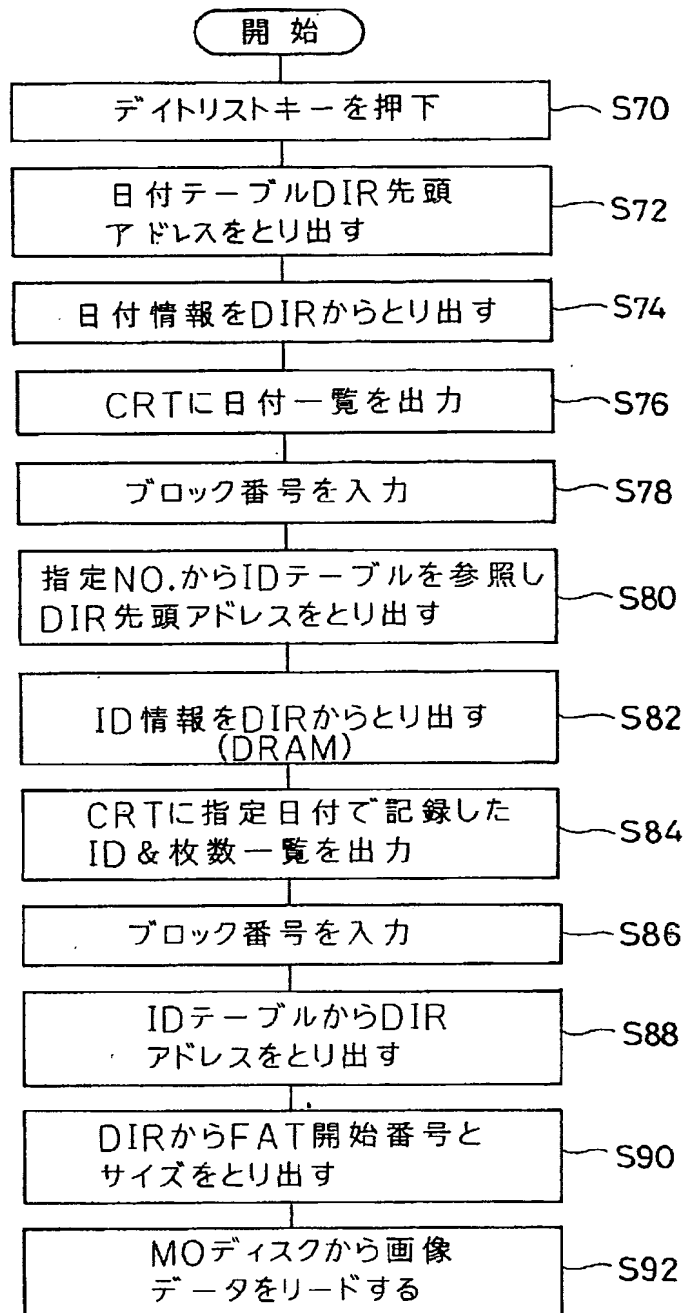 開始
デイトリストキーを押下
S70
日付テーブルDIR先頭
アドレスをとり出す
S72
日付情報をDIRからとり出す
S74
CRTに日付一覧を出力
S76
ブロック番号を入力
S78
指定NO.からIDテーブルを参照し
DIR先頭アドレスをとり出す
S80
ID情報をDIRからとり出す
(DRAM)
S82
CRTに指定日付で記録した
ID&枚数一覧を出力
S84
ブロック番号を入力
S86
IDテーブルからDIR
アドレスをとり出す
S88
DIRからFAT開始番号と
サイズをとり出す
S90
MOディスクから画像
データをリードする
S92